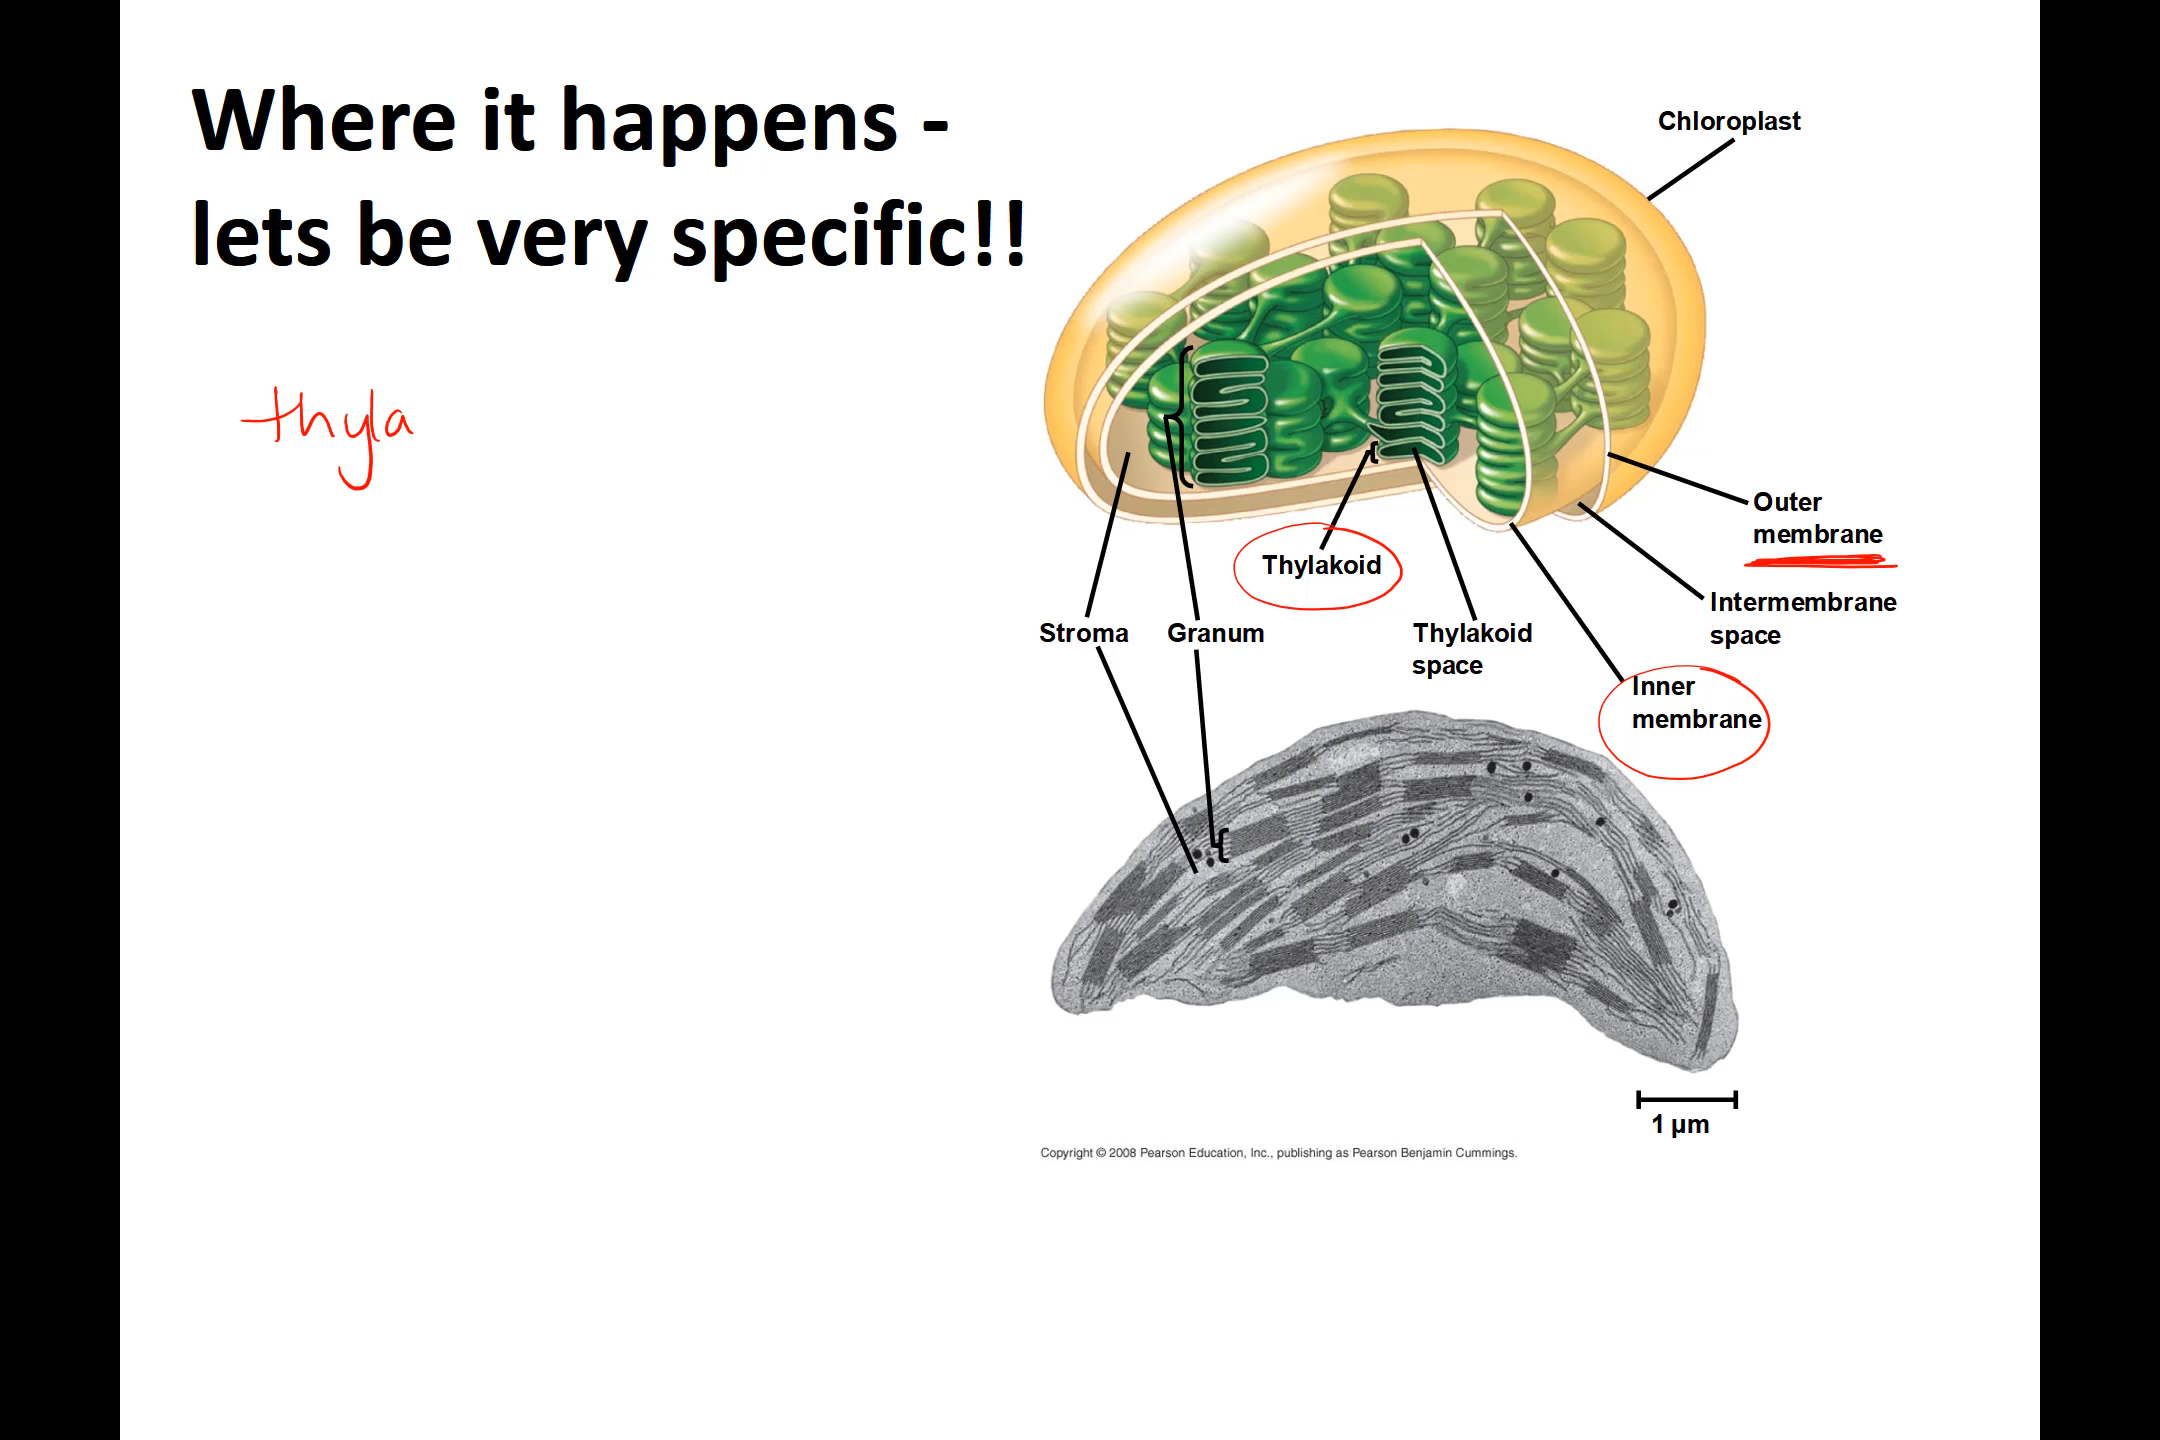 Where it happens -
lets be very specific!!
thyla
Chloroplast
Outer
membrane
Intermembrane
space
Inner
membrane
Thylakoid
Thylakoid
space
Stroma
Granum
1 µm
Copyright © 2008 Pearson Education, Inc., publishing as Pearson Benjamin Cummings.